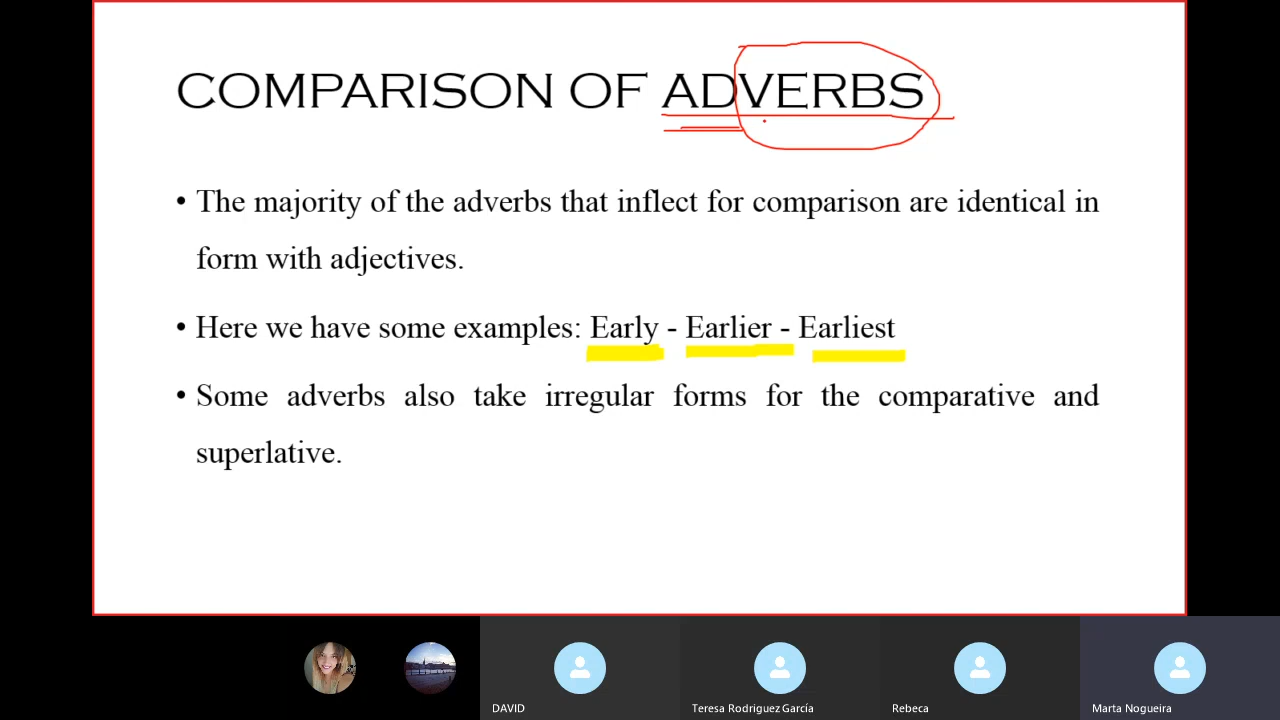 COMPARISON OF ADVERBS
• The majority of the adverbs that inflect for comparison are identical in
form with adjectives.
• Here we have some examples: Early - Earlier - Earliest
• Some adverbs also take irregular forms for the comparative and
superlative.
DAVID
Teresa Rodriguez García
Rebeca
Marta Nogueira